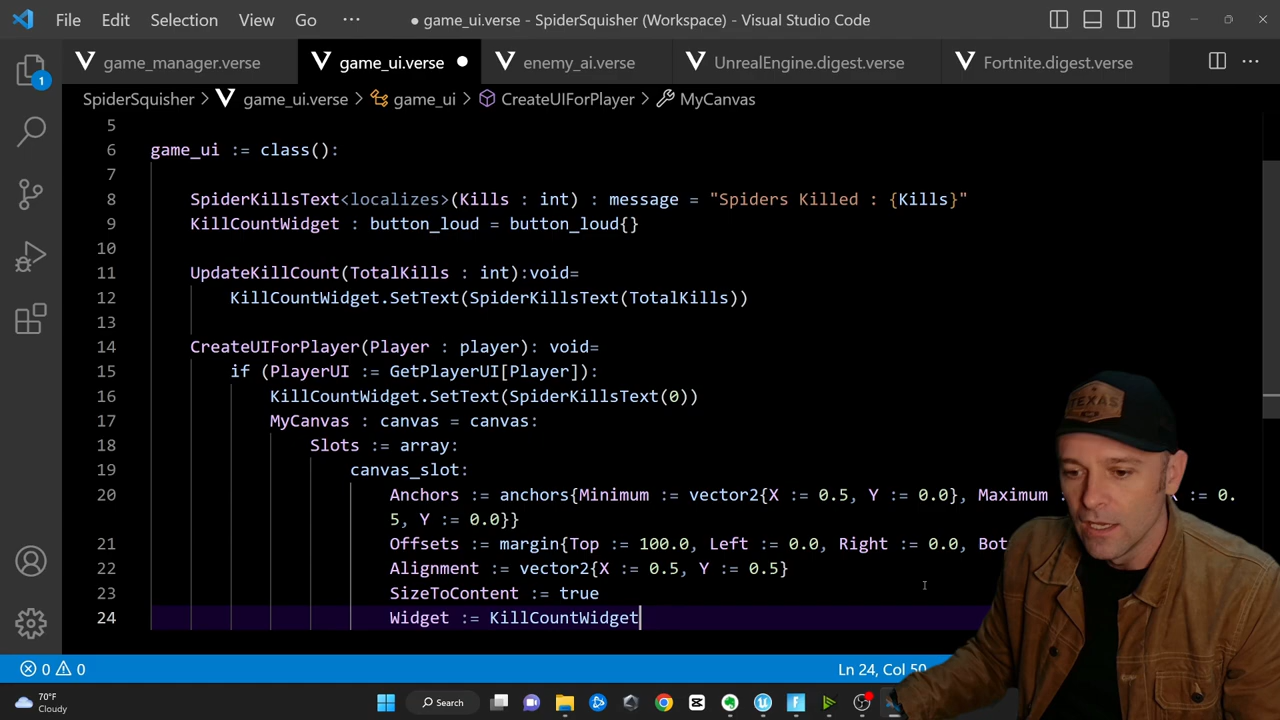 File Edit Selection View Go ··· ● game_ui.verse - SpiderSquisher (Workspace) - Visual Studio Code
game_manager.verse game_ui.verse ● enemy_ai.verse UnrealEngine.digest.verse Fortnite.digest.verse ···
1
SpiderSquisher > game_ui.verse > game_ui > CreateUIForPlayer > MyCanvas
5
6 game_ui := class():
7
8 SpiderKillsText<localizes>(Kills : int) : message = "Spiders Killed : {Kills}"
9 KillCountWidget : button_loud = button_loud{}
10
11 UpdateKillCount(TotalKills : int):void=
12 KillCountWidget.SetText(SpiderKillsText(TotalKills))
13
14 CreateUIForPlayer(Player : player): void=
15 if (PlayerUI := GetPlayerUI[Player]):
16 KillCountWidget.SetText(SpiderKillsText(0))
17 MyCanvas : canvas = canvas:
18 Slots := array:
19 canvas_slot:
20 Anchors := anchors{Minimum := vector2{X := 0.5, Y := 0.0}, Maximum := 0.
5, Y := 0.0}}
21 Offsets := margin{Top := 100.0, Left := 0.0, Right := 0.0,
22 Alignment := vector2{X := 0.5, Y := 0.5}
23 SizeToContent := true
24 Widget := KillCountWidget
0 0 Ln 24, Col 50
TEXAS
70°F
Cloudy
Search